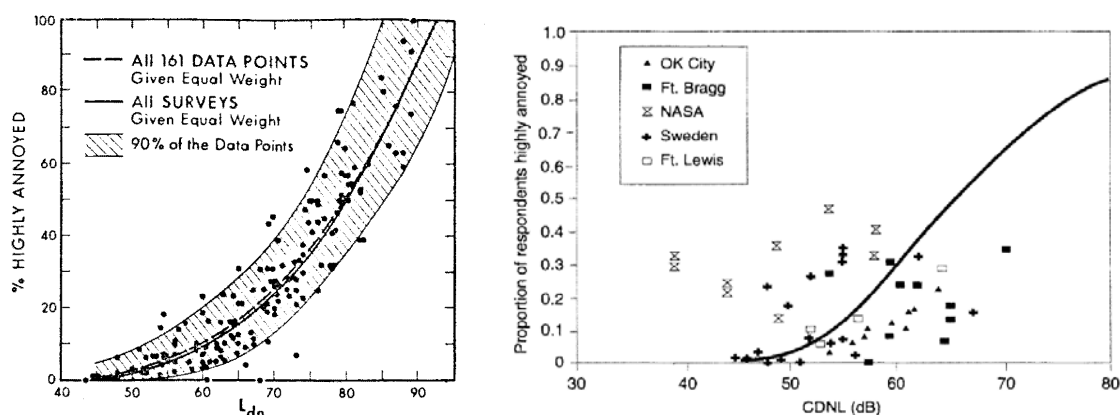 100
80
60
40
20
0
% HIGHLY ANNOYED
All 161 DATA POINTS
Given Equal Weight
All SURVEYS
Given Equal Weight
90% of the Data Points
40
50
60
70
80
90
Ldn
Proportion of respondents highly annoyed
1.0
0.9
0.8
0.7
0.6
0.5
0.4
0.3
0.2
0.1
0
OK City
Ft. Bragg
NASA
Sweden
Ft. Lewis
30
40
50
60
70
80
CDNL (dB)